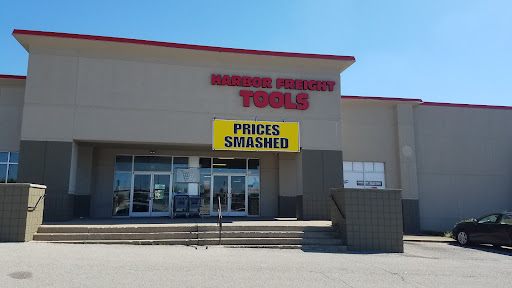 HARBOR FREIGHT
TOOLS
PRICES
SMASHED